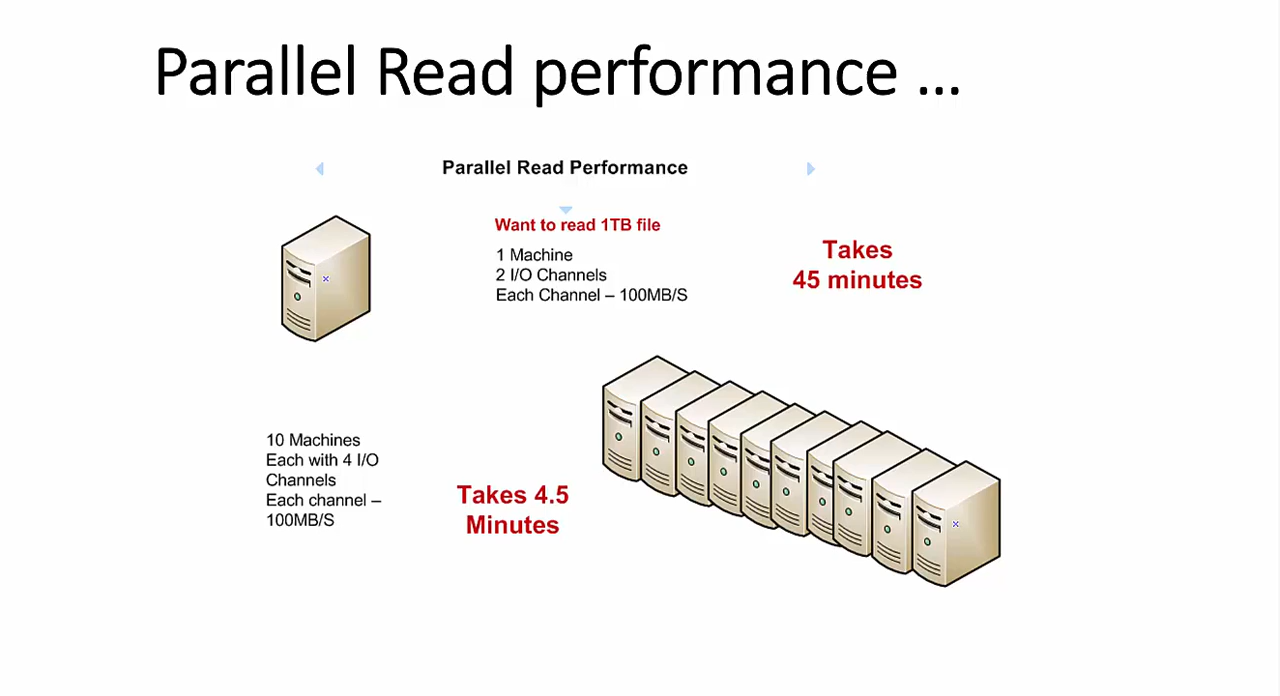 Parallel Read performance ...
Parallel Read Performance
Want to read 1TB file
1 Machine
2 I/O Channels
Each Channel – 100MB/S
Takes
45 minutes
10 Machines
Each with 4 I/O
Channels
Each channel –
100MB/S
Takes 4.5
Minutes